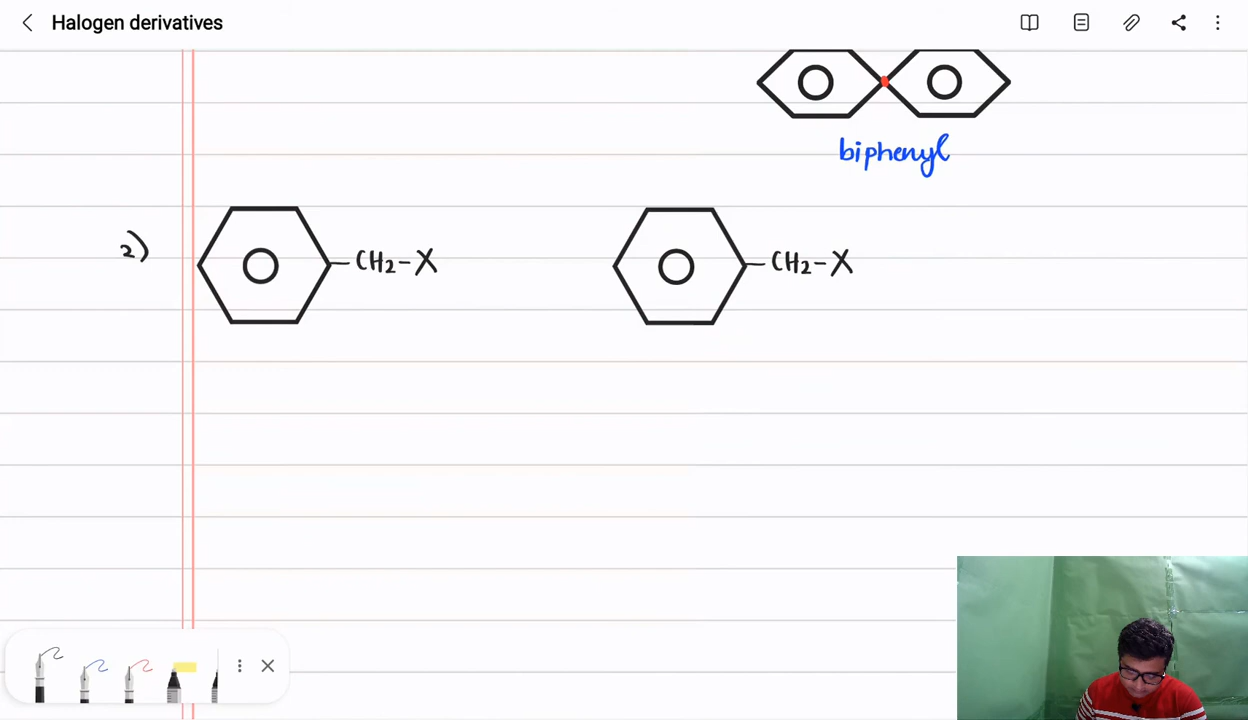 Halogen derivatives
biphenyl
2) CH2-X CH2-X